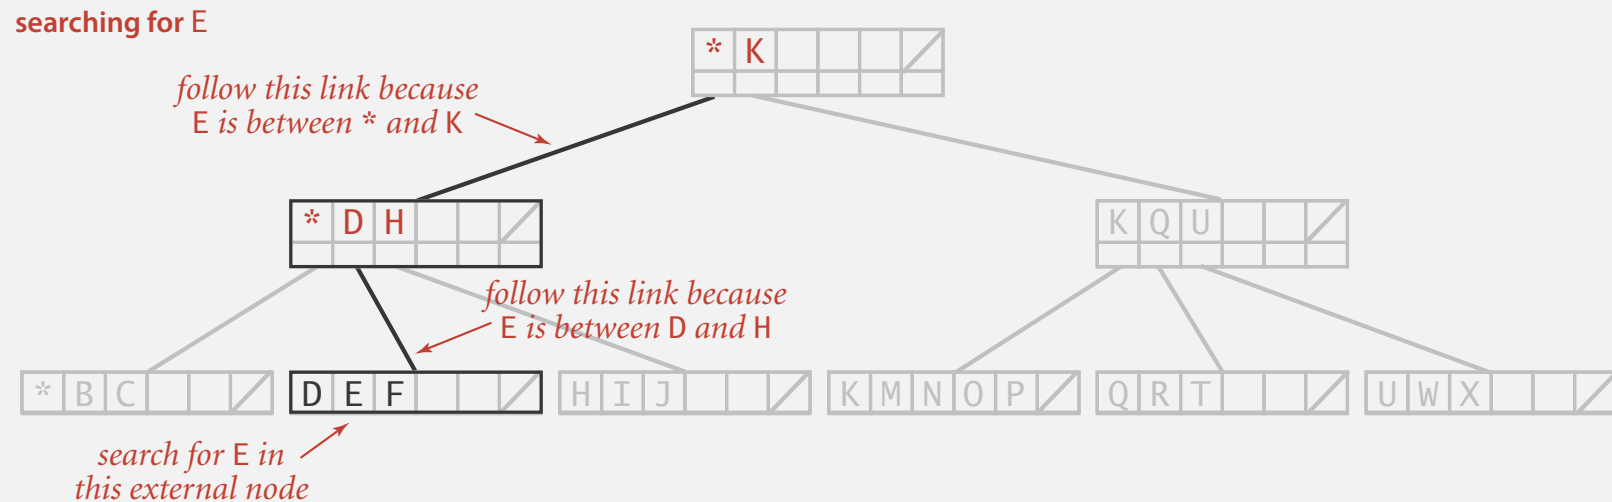 searching for E
* K
follow this link because
E is between * and K
* D H
K Q U
follow this link because
E is between D and H
* B C
D E F
H I J
K M N O P
Q R T
U W X
search for E in
this external node